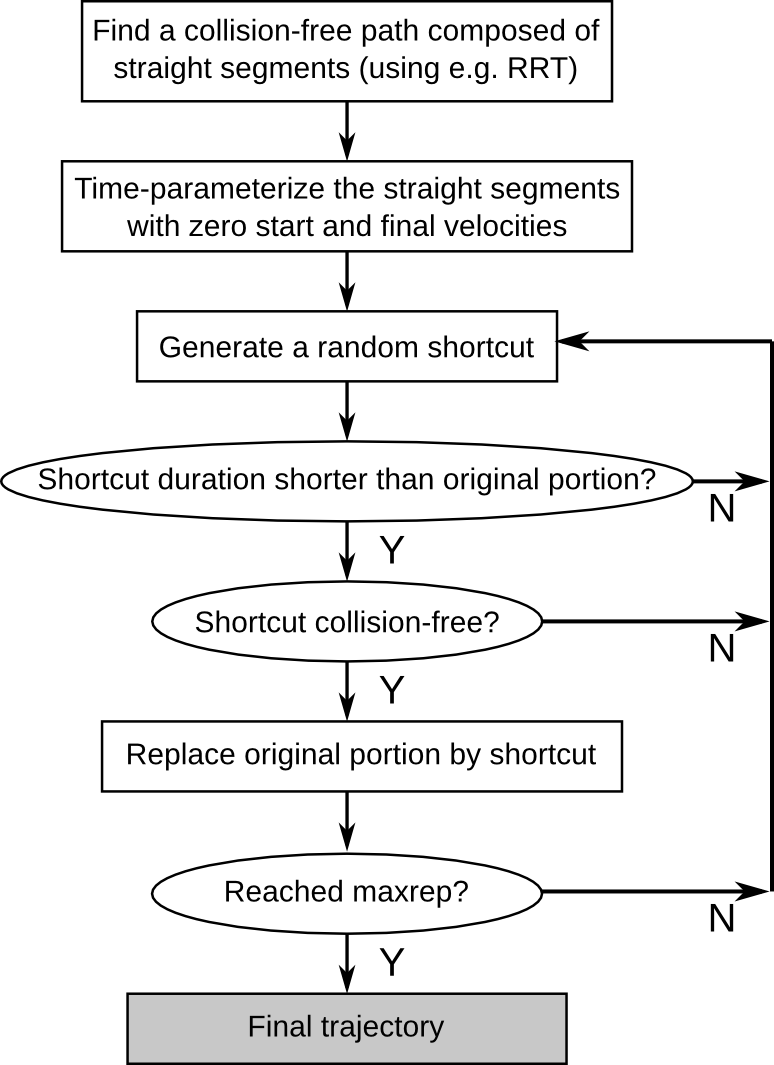 Find a collision-free path composed of
straight segments (using e.g. RRT)
Time-parameterize the straight segments
with zero start and final velocities
Generate a random shortcut
Shortcut duration shorter than original portion?
N
Y
Shortcut collision-free?
N
Y
Replace original portion by shortcut
Reached maxrep?
N
Y
Final trajectory